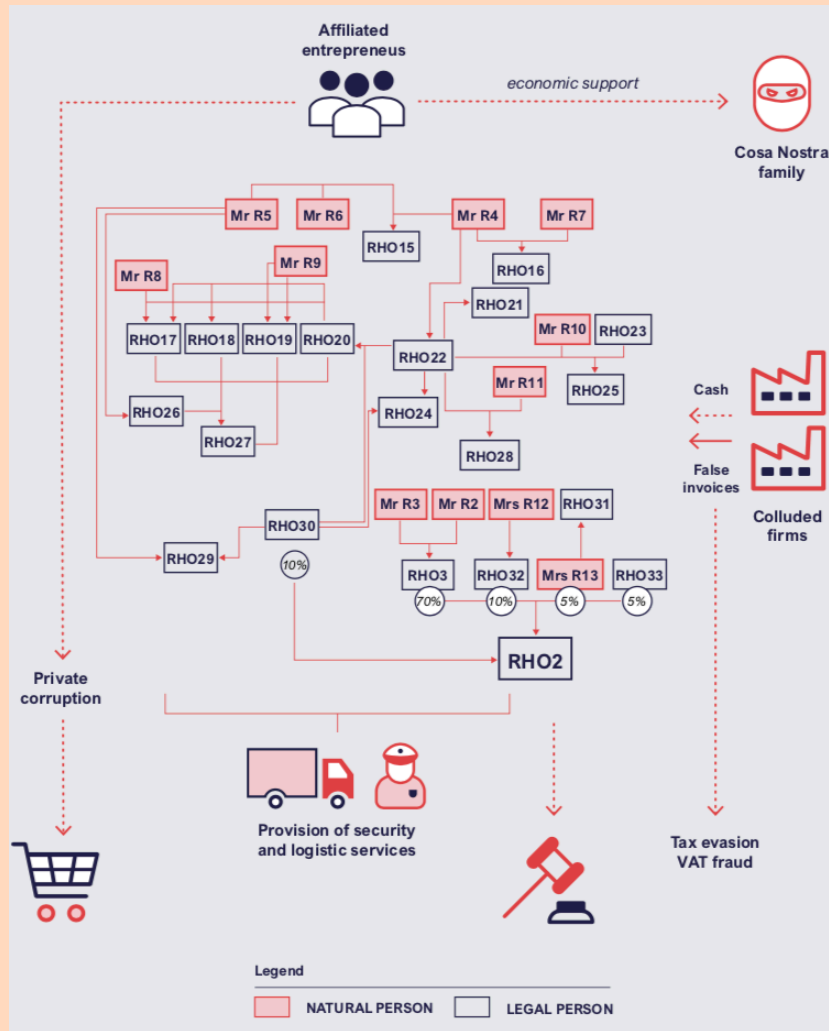 Affiliated
entrepreneus
economic support
Cosa Nostra
family
Mr R5
Mr R6
Mr R4
Mr R7
RHO15
Mr R8
Mr R9
RHO16
RHO21
Mr R10
RHO23
RHO17
RHO18
RHO19
RHO20
RHO22
Mr R11
RHO25
Cash
RHO26
RHO24
RHO27
RHO28
False
invoices
Colluded
firms
Mr R3
Mr R2
Mrs R12
RHO31
RHO30
RHO29
10%
RHO3
RHO32
Mrs R13
RHO33
70%
10%
5%
5%
RHO2
Private
corruption
Provision of security
and logistic services
Tax evasion
VAT fraud
Legend
NATURAL PERSON
LEGAL PERSON